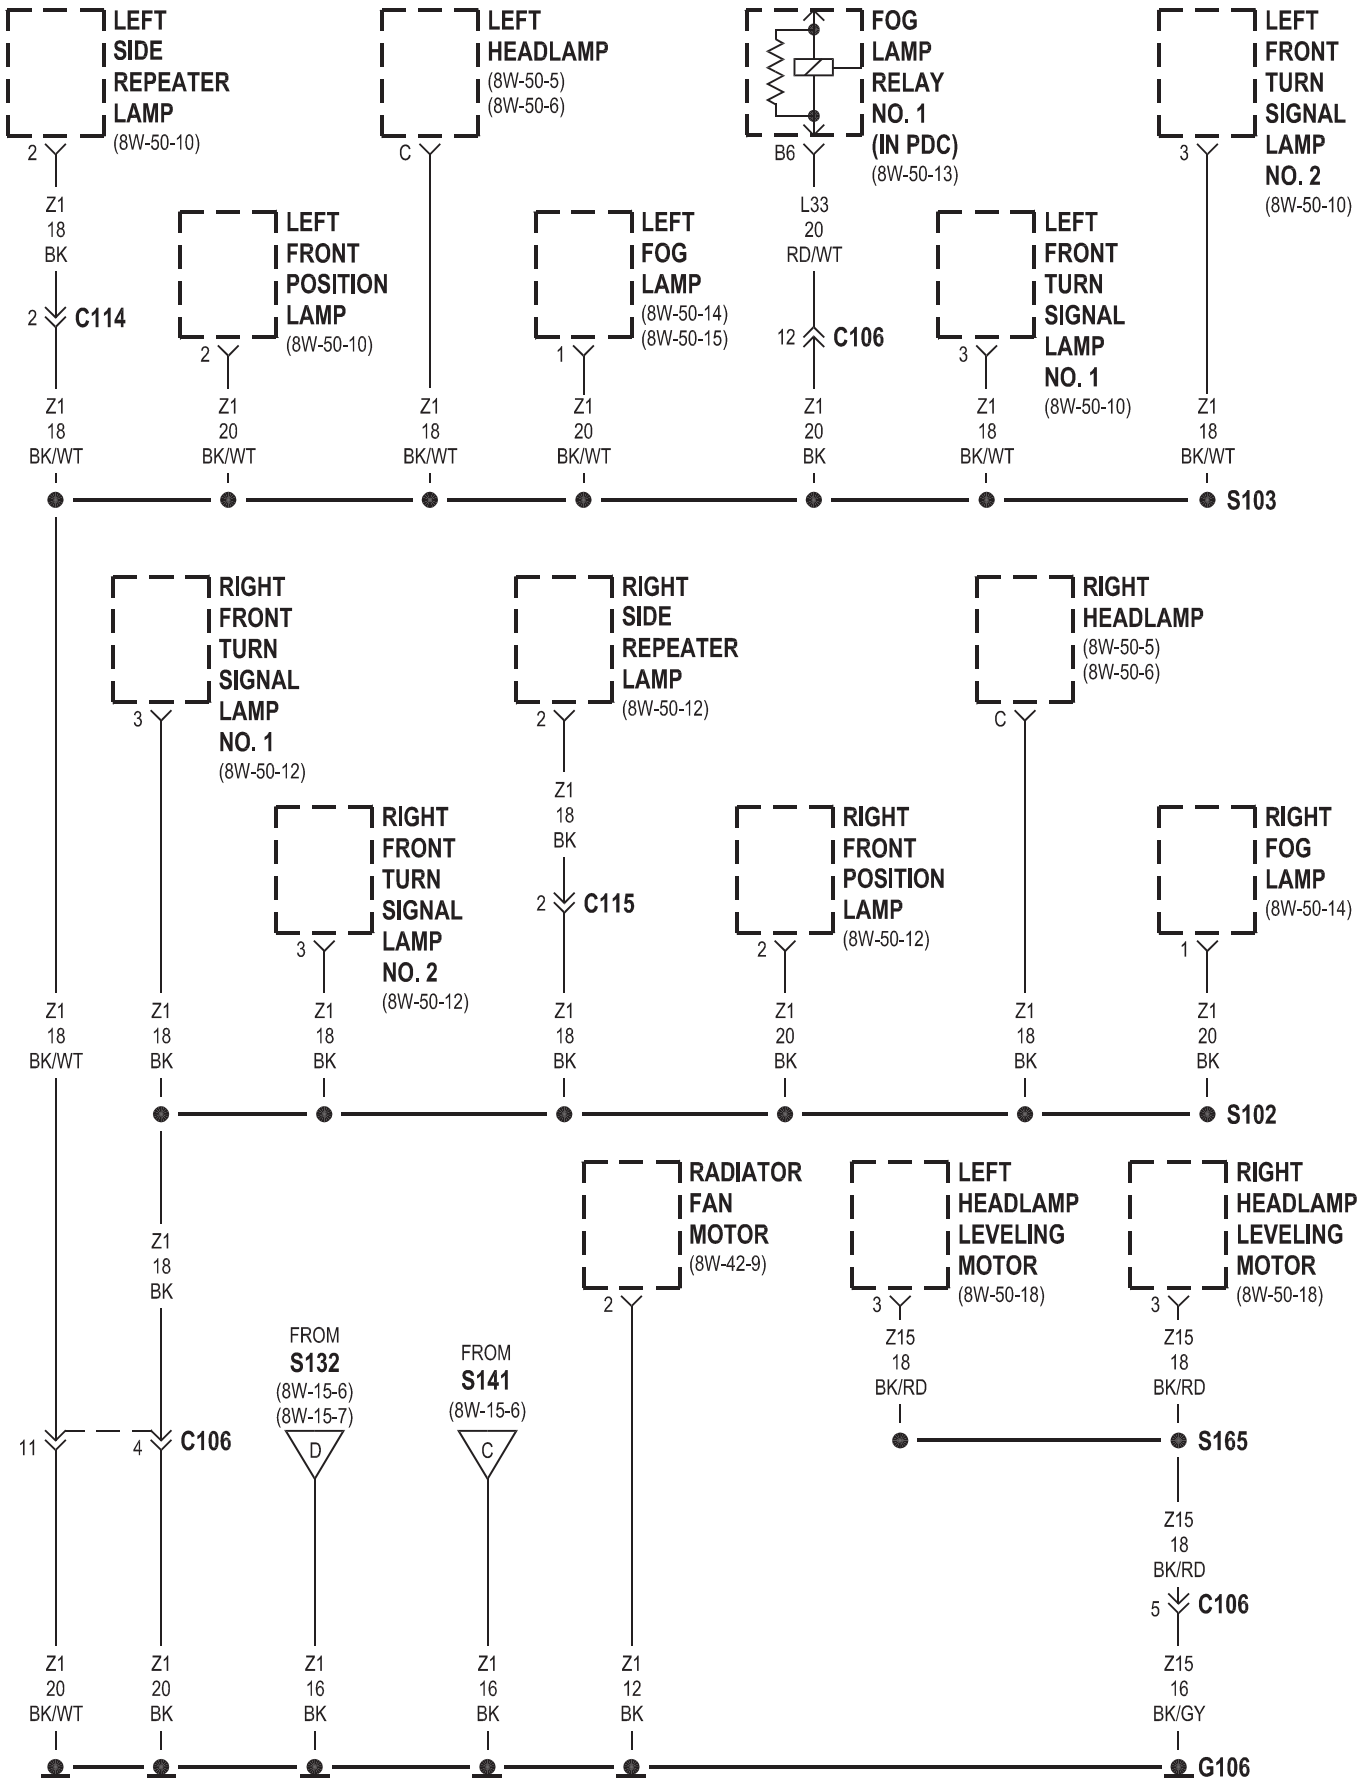 LEFT
SIDE
REPEATER
LAMP
(8W-50-10)
2
Z1
18
BK
2 C114
Z1
18
BK/WT
LEFT
FRONT
POSITION
LAMP
(8W-50-10)
2
Z1
20
BK/WT
LEFT
HEADLAMP
(8W-50-5)
(8W-50-6)
C
Z1
18
BK/WT
LEFT
FOG
LAMP
(8W-50-14)
(8W-50-15)
1
Z1
20
BK/WT
FOG
LAMP
RELAY
NO. 1
(IN PDC)
(8W-50-13)
B6
L33
20
RD/WT
12 C106
Z1
20
BK
LEFT
FRONT
TURN
SIGNAL
LAMP
NO. 1
(8W-50-10)
3
Z1
18
BK/WT
LEFT
FRONT
TURN
SIGNAL
LAMP
NO. 2
(8W-50-10)
3
Z1
18
BK/WT
S103
Z1
18
BK/WT
RIGHT
FRONT
TURN
SIGNAL
LAMP
NO. 1
(8W-50-12)
3
Z1
18
BK
RIGHT
FRONT
TURN
SIGNAL
LAMP
NO. 2
(8W-50-12)
3
Z1
18
BK
RIGHT
SIDE
REPEATER
LAMP
(8W-50-12)
2
Z1
18
BK
2 C115
Z1
18
BK
RIGHT
FRONT
POSITION
LAMP
(8W-50-12)
2
Z1
20
BK
RIGHT
HEADLAMP
(8W-50-5)
(8W-50-6)
C
Z1
18
BK
RIGHT
FOG
LAMP
(8W-50-14)
1
Z1
20
BK
S102
Z1
18
BK
11
4 C106
Z1
20
BK/WT
Z1
20
BK
FROM
S132
(8W-15-6)
(8W-15-7)
D
Z1
16
BK
FROM
S141
(8W-15-6)
C
Z1
16
BK
RADIATOR
FAN
MOTOR
(8W-42-9)
2
Z1
12
BK
LEFT
HEADLAMP
LEVELING
MOTOR
(8W-50-18)
3
Z15
18
BK/RD
RIGHT
HEADLAMP
LEVELING
MOTOR
(8W-50-18)
3
Z15
18
BK/RD
S165
Z15
18
BK/RD
5 C106
Z15
16
BK/GY
G106